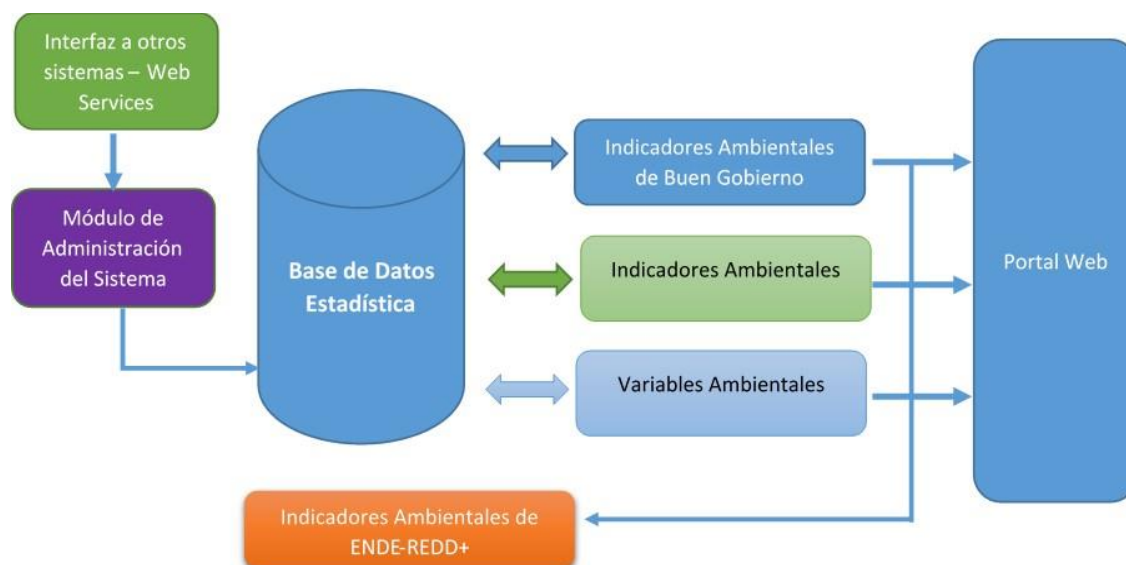 Interfaz a otros
sistemas – Web
Services
Módulo de
Administración
del Sistema
Base de Datos
Estadística
Indicadores Ambientales
de Buen Gobierno
Indicadores Ambientales
Variables Ambientales
Portal Web
Indicadores Ambientales de
ENDE-REDD+